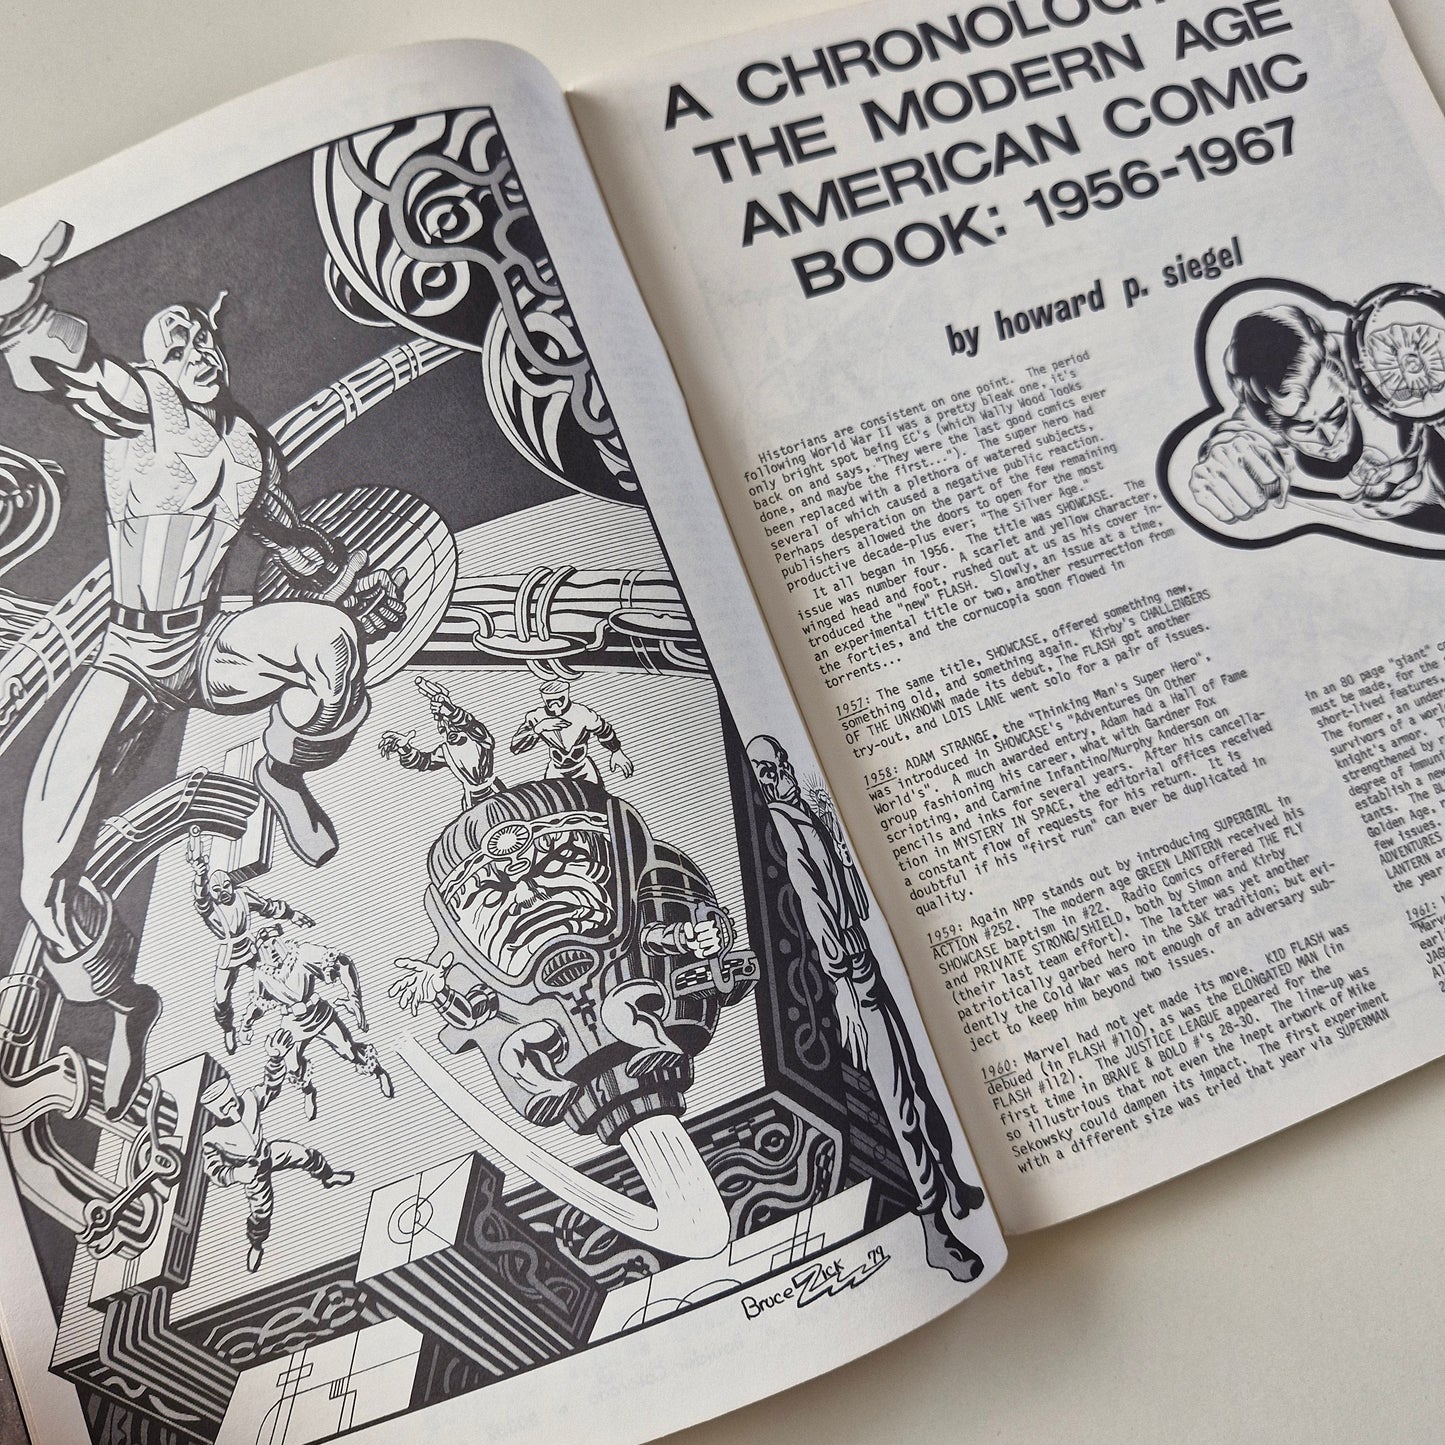 A CHRONOLOGY
THE MODERN AGE
AMERICAN COMIC
BOOK: 1956-1967
by howard p. siegel
Historians are consistent on one point. The period
following World War II was a pretty bleak one, it's
only bright spot being EC's (which Wally Wood looks
back on and says, "They were the last good comics ever
done, and maybe the first..."). The super hero had
been replaced with a plethora of watered subjects,
several of which caused a negative public reaction.
Perhaps desperation on the part of the few remaining
publishers allowed the doors to open for the most
productive decade-plus ever; "The Silver Age."
It all began in 1956. The title was SHOWCASE. The
issue was number four. A scarlet and yellow character,
winged head and foot, rushed out at us as his cover in-
troduced the "new" FLASH. Slowly, an issue at a time,
an experimental title or two, another resurrection from
the forties, and the cornucopia soon flowed in
torrents...
1957: The same title, SHOWCASE, offered something new,
something old, and something again. Kirby's CHALLENGERS
OF THE UNKNOWN made its debut, The FLASH got another
try-out, and LOIS LANE went solo for a pair of issues.
1958: ADAM STRANGE, the "Thinking Man's Super Hero",
was introduced in SHOWCASE's "Adventures On Other
World's". A much awarded entry, Adam had a Hall of Fame
group fashioning his career, what with Gardner Fox
scripting, and Carmine Infantino/Murphy Anderson on
pencils and inks for several years. After his cancella-
tion in MYSTERY IN SPACE, the editorial offices received
a constant flow of requests for his return. It is
doubtful if his "first run" can ever be duplicated in
quality.
1959: Again NPP stands out by introducing SUPERGIRL in
ACTION #252. The modern age GREEN LANTERN received his
SHOWCASE baptism in #22. Radio Comics offered THE FLY
and PRIVATE STRONG/SHIELD, both by Simon and Kirby
(their last team effort). The latter was yet another
patriotically garbed hero in the S&K tradition; but evi-
dently the Cold War was not enough of an adversary sub-
ject to keep him beyond two issues.
1960: Marvel had not yet made its move. KID FLASH was
debued (in FLASH #110), as was the ELONGATED MAN (in
FLASH #112). The JUSTICE LEAGUE appeared for the
first time in BRAVE & BOLD #'s 28-30. The line-up was
so illustrious that not even the inept artwork of Mike
Sekowsky could dampen its impact. The first experiment
with a different size was tried that year via SUPERMAN
in an 80 page "giant"
must be made, for the
short-lived features,
The former, an under
survivors of a worl
knight's armor.
strengthened by
degree of immuni
establish a new
tants. The
Golden Age,
few issues.
ADVENTURES
LANTERN
the year
1961:
Marv
earl
JAG
Bruce Zick 79